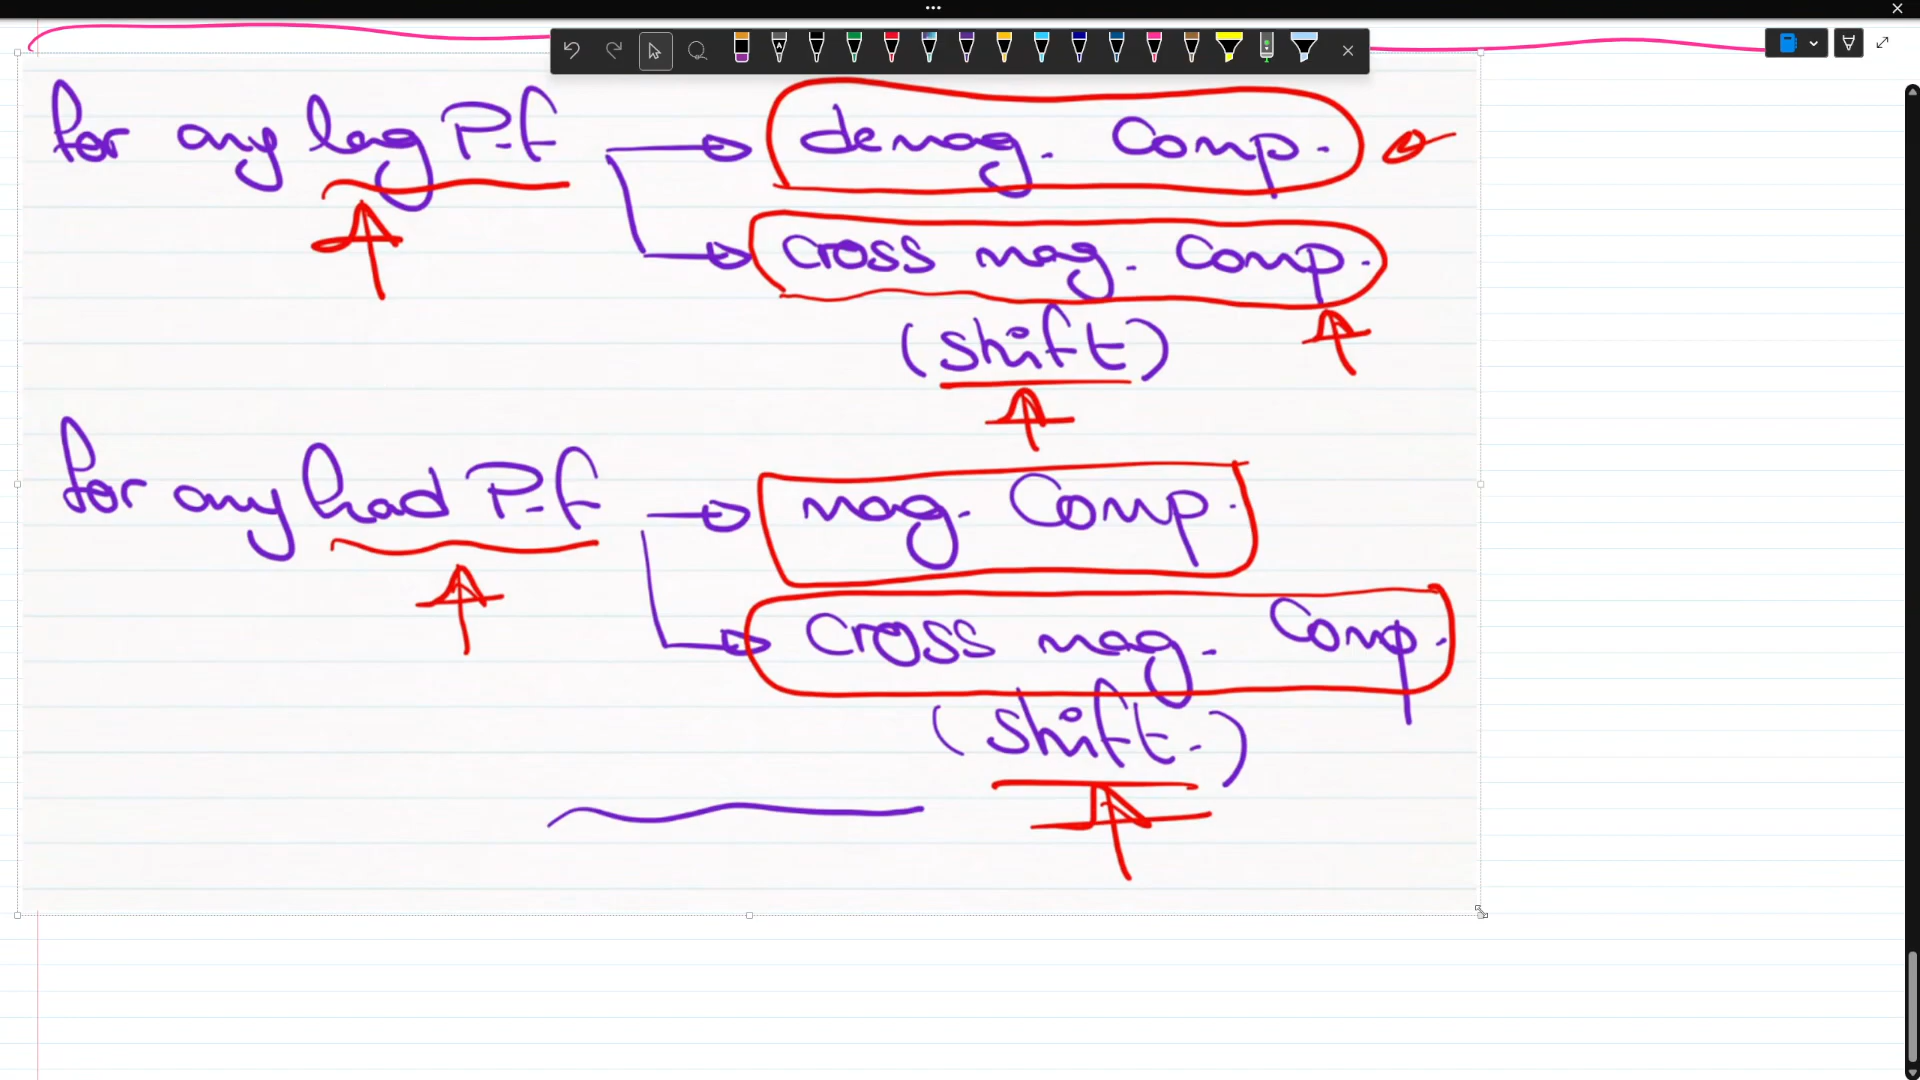 for any lag P.f → demag. Comp.
→ Cross mag. Comp.
(shift)
for any lead P.f → mag. Comp.
→ Cross mag. Comp.
(shift.)